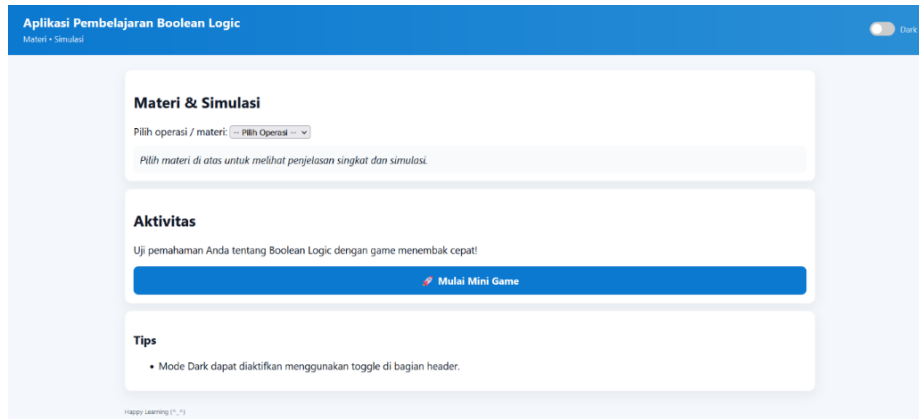 Aplikasi Pembelajaran Boolean Logic
Materi • Simulasi
Dark
Materi & Simulasi
Pilih operasi / materi: -- Pilih Operasi --
Pilih materi di atas untuk melihat penjelasan singkat dan simulasi.
Aktivitas
Uji pemahaman Anda tentang Boolean Logic dengan game menembak cepat!
🚀 Mulai Mini Game
Tips
• Mode Dark dapat diaktifkan menggunakan toggle di bagian header.
Happy Learning (^_^)